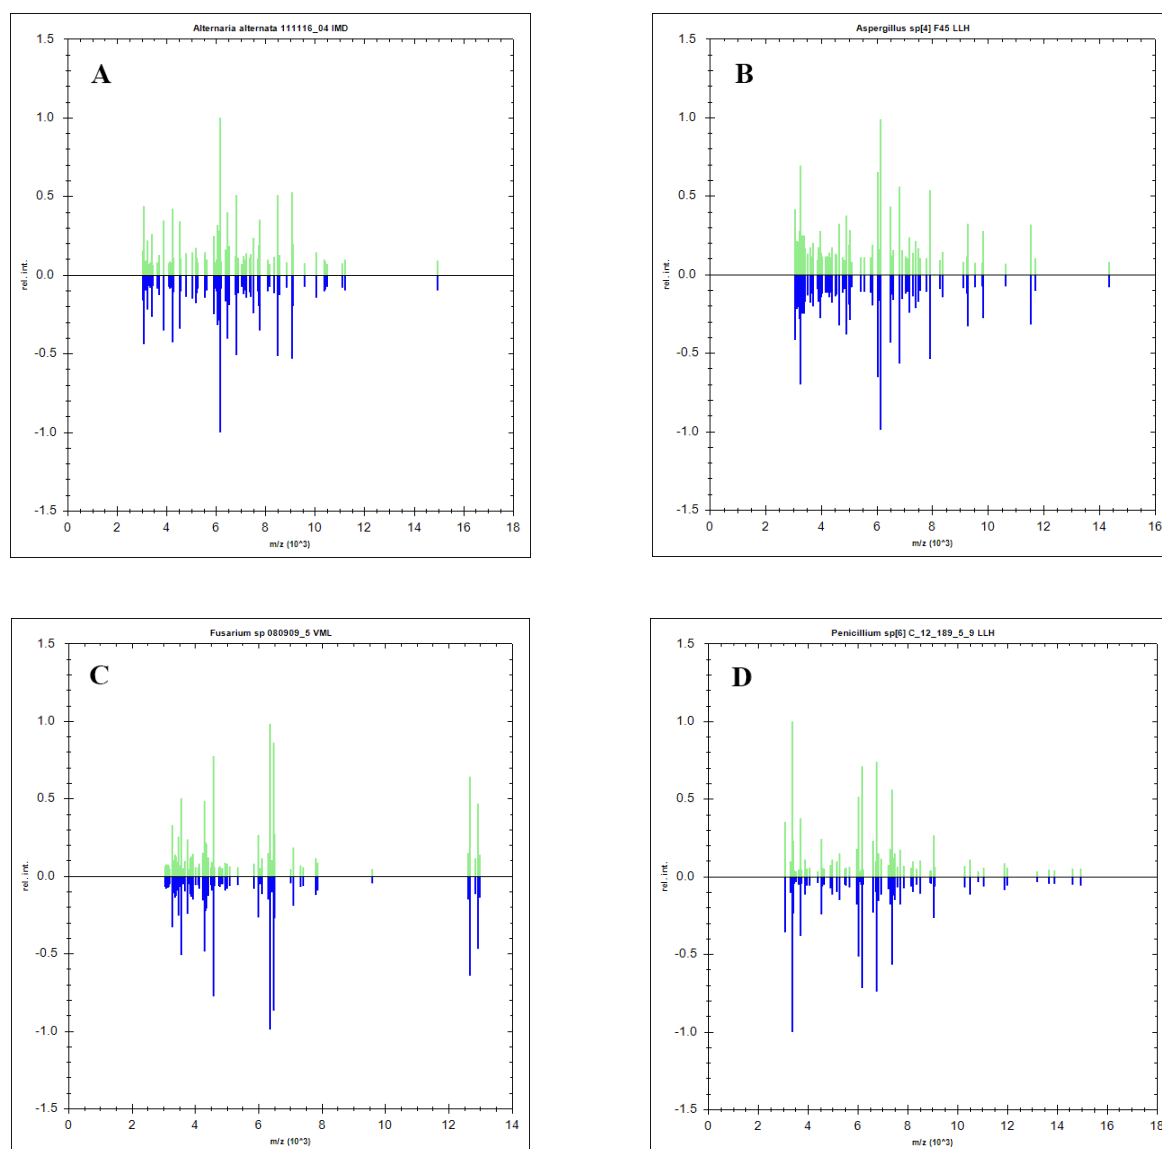 Alternaria alternata 111116_04 IMD
A
1.5
1.0
0.5
0.0
-0.5
-1.0
-1.5
rel. int.
0 2 4 6 8 10 12 14 16 18
m/z (10^3)
Aspergillus sp[4] F45 LLH
B
1.5
1.0
0.5
0.0
-0.5
-1.0
-1.5
rel. int.
0 2 4 6 8 10 12 14 16
m/z (10^3)
Fusarium sp 080909_5 VML
C
1.5
1.0
0.5
0.0
-0.5
-1.0
-1.5
rel. int.
0 2 4 6 8 10 12 14
m/z (10^3)
Penicillium sp[6] C_12_189_5_9 LLH
D
1.5
1.0
0.5
0.0
-0.5
-1.0
-1.5
rel. int.
0 2 4 6 8 10 12 14 16 18
m/z (10^3)